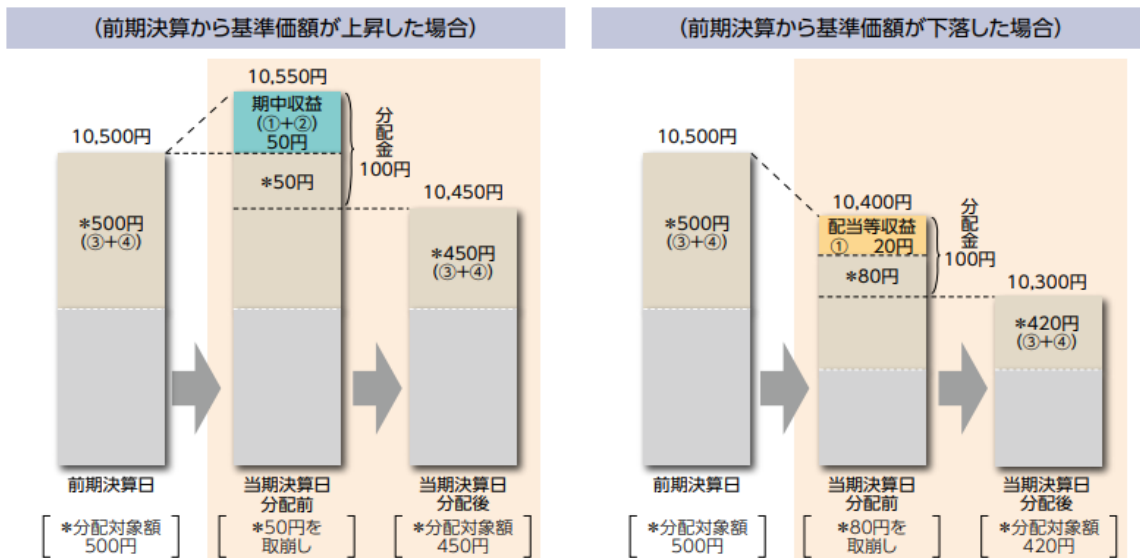 (前期決算から基準価額が上昇した場合)
10,550円
期中収益
(①+②)
50円
分配金
100円
10,500円
*50円
10,450円
*500円
(③+④)
*450円
(③+④)
前期決算日
当期決算日
分配前
当期決算日
分配後
*分配対象額
500円
*50円を
取崩し
*分配対象額
450円
(前期決算から基準価額が下落した場合)
10,500円
10,400円
配当等収益
① 20円
分配金
100円
*500円
(③+④)
*80円
10,300円
*420円
(③+④)
前期決算日
当期決算日
分配前
当期決算日
分配後
*分配対象額
500円
*80円を
取崩し
*分配対象額
420円